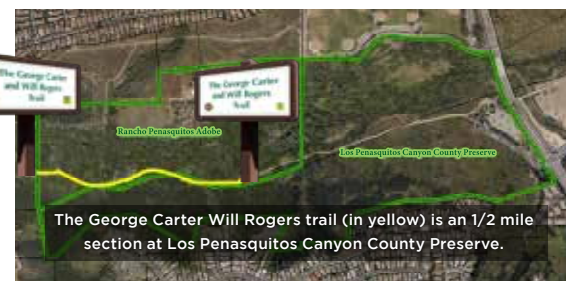 The George Carter
and Will Rogers
Trail
The George Carter
and Will Rogers
Trail
Rancho Penasquitos Adobe
Los Penasquitos Canyon County Preserve
The George Carter Will Rogers trail (in yellow) is an 1/2 mile
section at Los Penasquitos Canyon County Preserve.